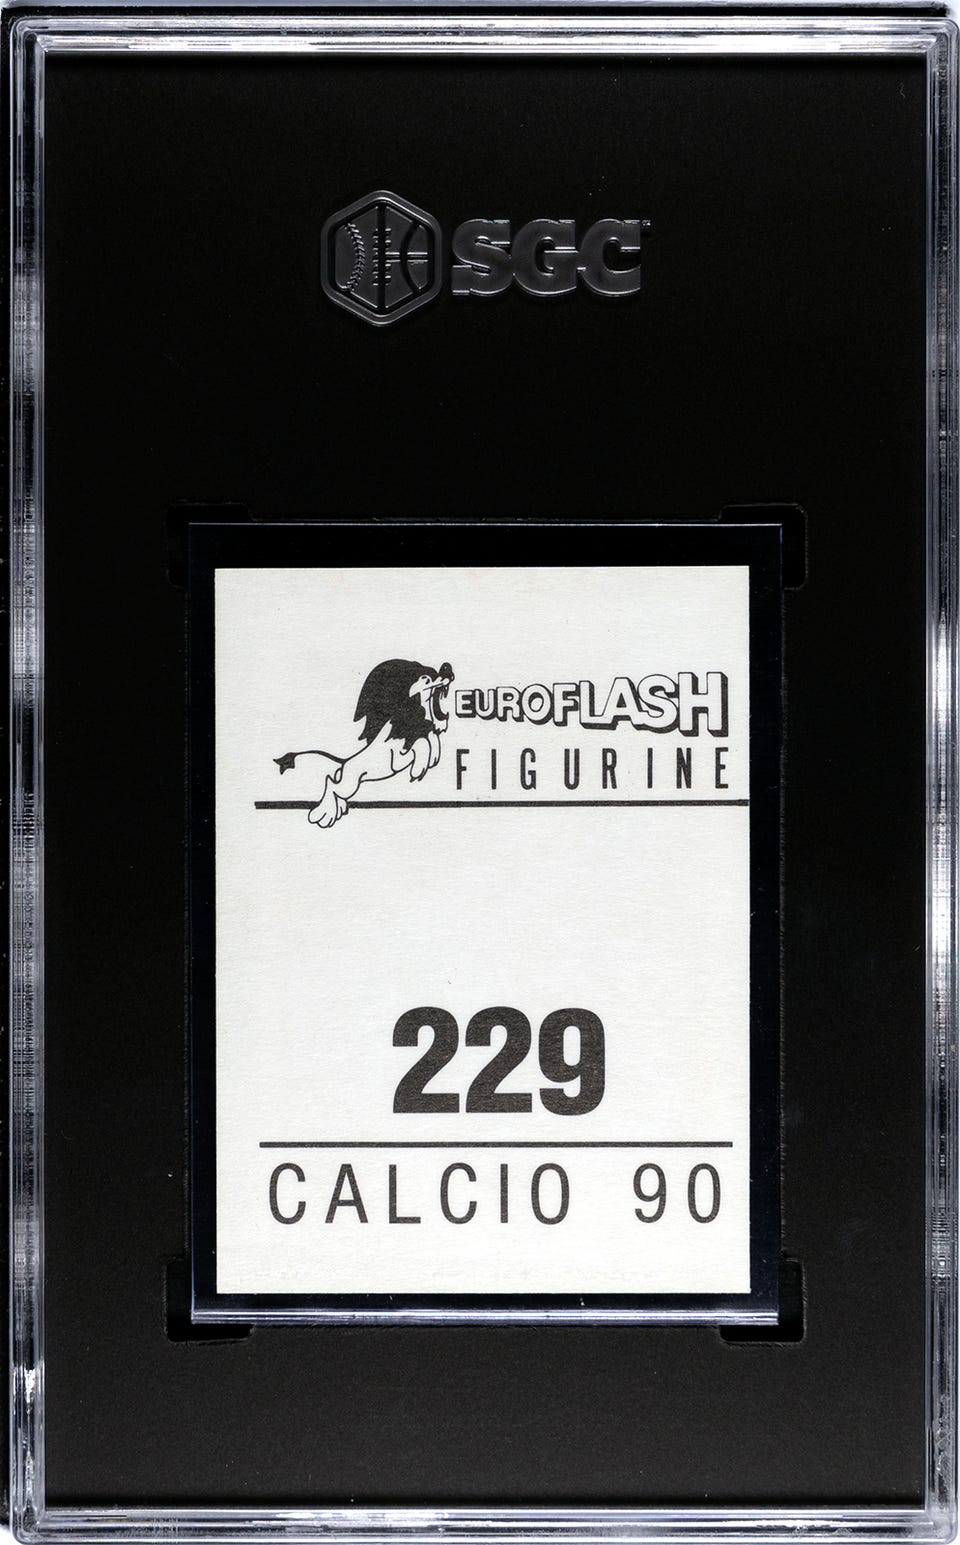 SGC
EUROFLASH
FIGURINE
229
CALCIO 90